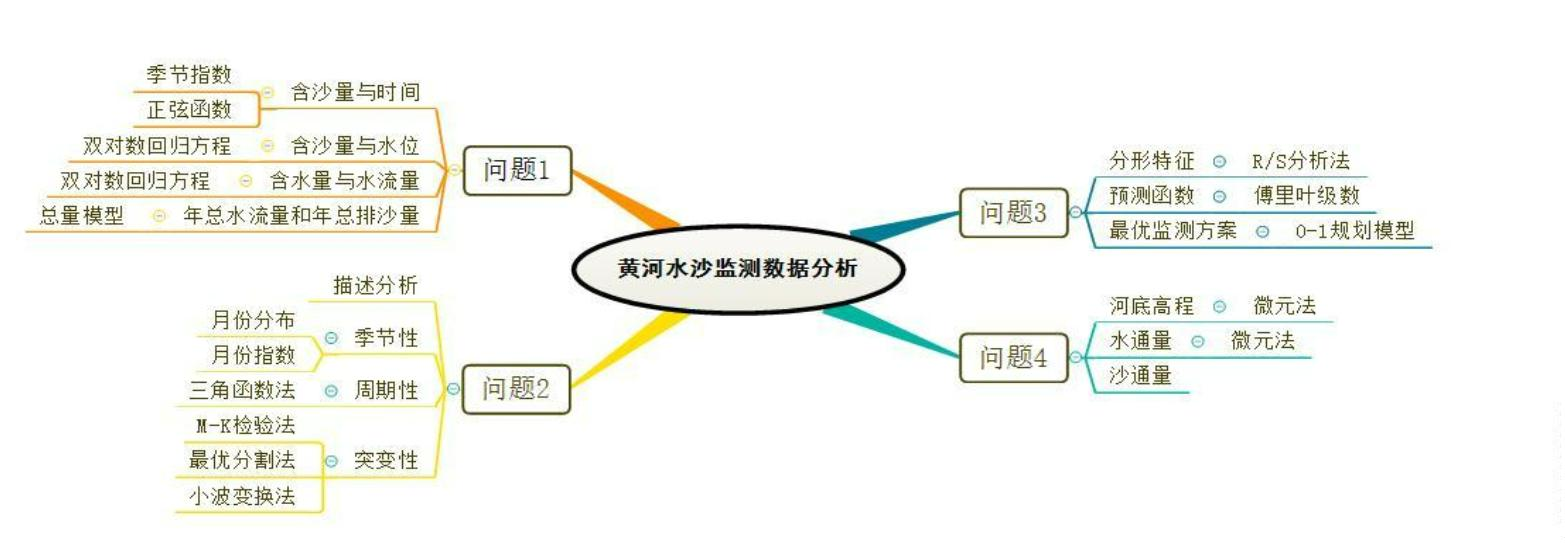 黄河水沙监测数据分析
问题1
含沙量与时间
季节指数
正弦函数
含沙量与水位
双对数回归方程
含水量与水流量
双对数回归方程
年总水流量和年总排沙量
总量模型
问题2
描述分析
季节性
月份分布
月份指数
周期性
三角函数法
突变性
M-K检验法
最优分割法
小波变换法
问题3
分形特征
R/S分析法
预测函数
傅里叶级数
最优监测方案
0-1规划模型
问题4
河底高程
微元法
水通量
微元法
沙通量